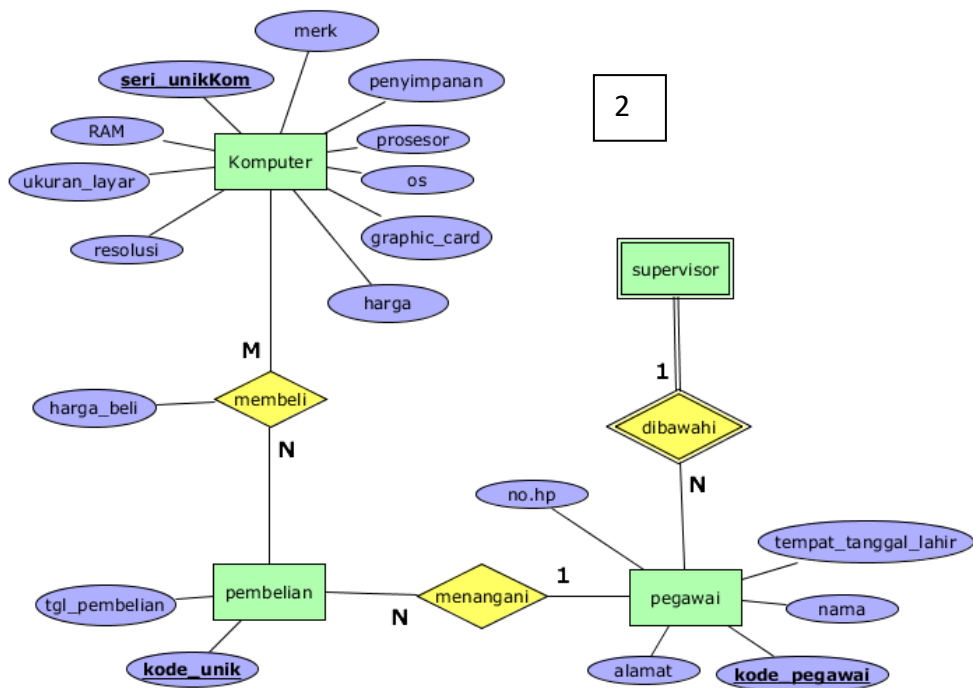 merk
seri_unikKom
penyimpanan
2
RAM
prosesor
Komputer
ukuran_layar
os
resolusi
graphic_card
supervisor
harga
M
1
harga_beli
membeli
dibawahi
N
N
no.hp
tempat_tanggal_lahir
tgl_pembelian
pembelian
N
menangani
1
pegawai
nama
kode_unik
alamat
kode_pegawai